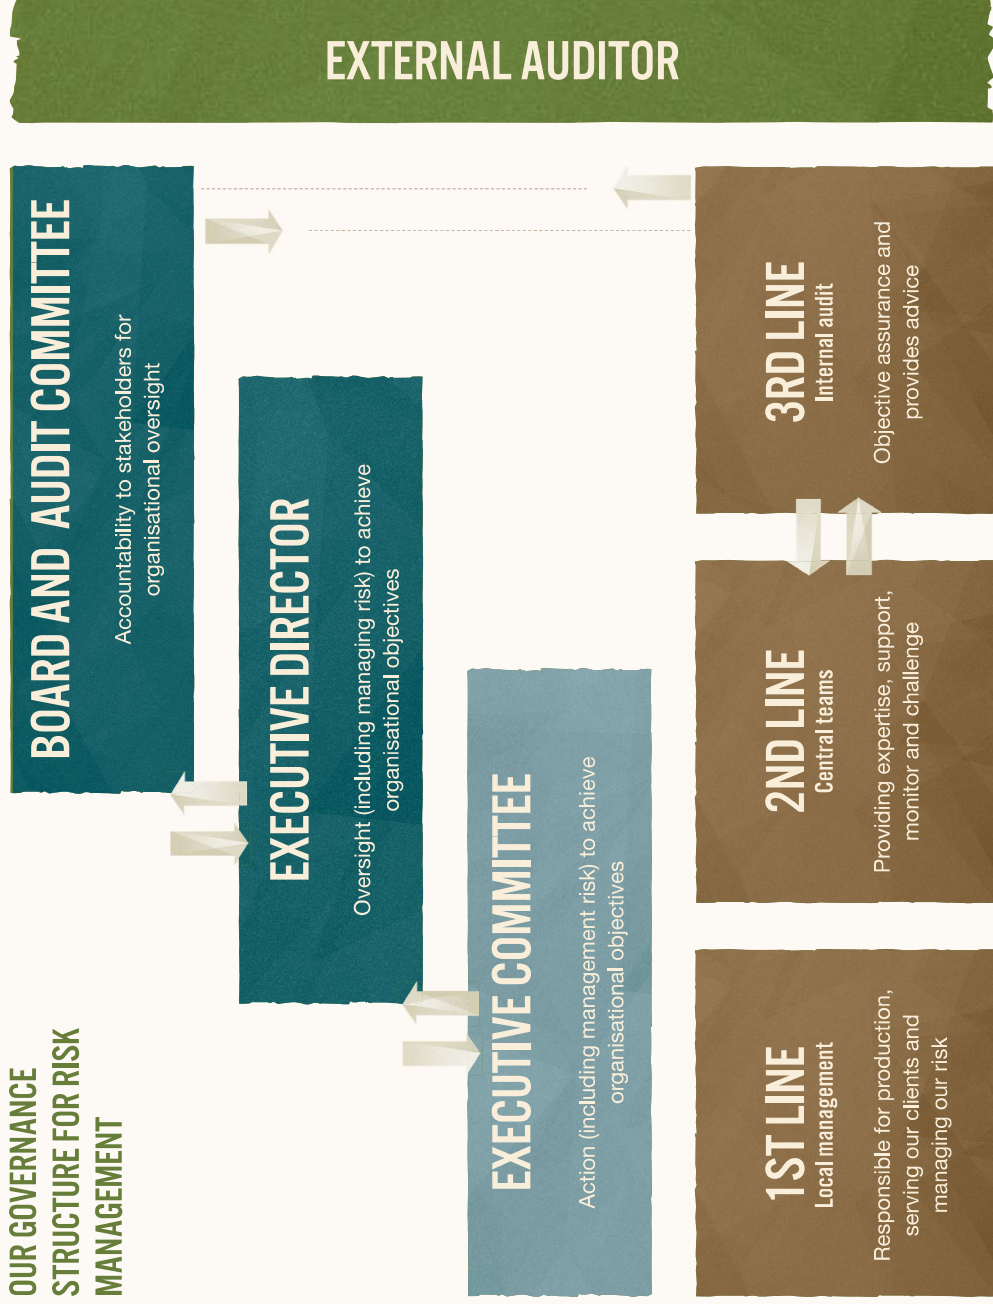 OUR GOVERNANCE
STRUCTURE FOR RISK
MANAGEMENT
BOARD AND AUDIT COMMITTEE
Accountability to stakeholders for
organisational oversight
EXECUTIVE DIRECTOR
Oversight (including managing risk) to achieve
organisational objectives
EXECUTIVE COMMITTEE
Action (including management risk) to achieve
organisational objectives
1ST LINE
Local management
Responsible for production,
serving our clients and
managing our risk
2ND LINE
Central teams
Providing expertise, support,
monitor and challenge
3RD LINE
Internal audit
Objective assurance and
provides advice
EXTERNAL AUDITOR